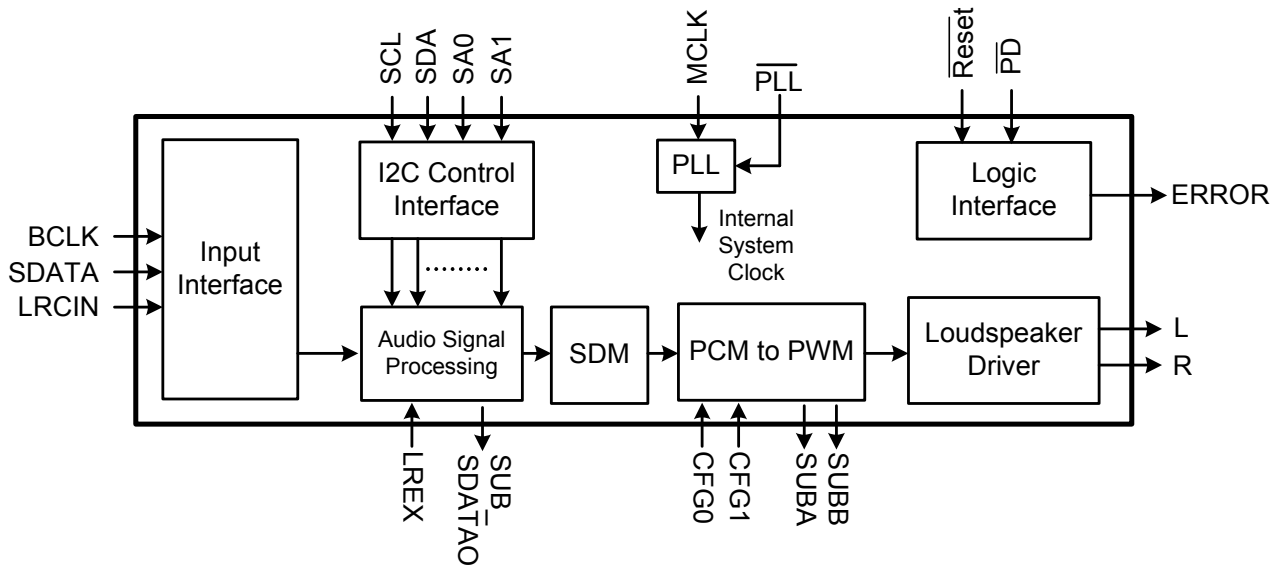 SCL
SDA
SA0
SA1
MCLK
PLL
Reset
PD
I2C Control
Interface
PLL
Logic
Interface
ERROR
Internal
System
Clock
BCLK
SDATA
LRCIN
Input
Interface
Audio Signal
Processing
SDM
PCM to PWM
Loudspeaker
Driver
L
R
LREX
SUB
SDATAO
CFG0
CFG1
SUBA
SUBB